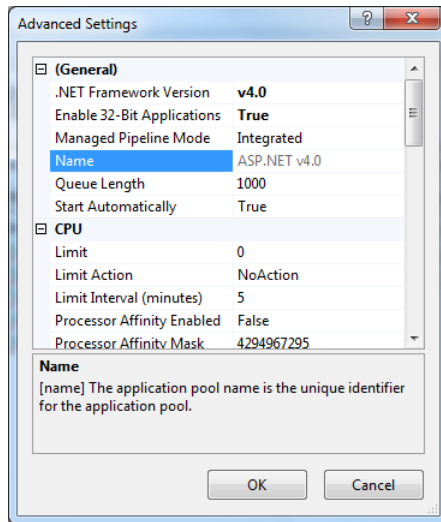 Advanced Settings
(General)
.NET Framework Version v4.0
Enable 32-Bit Applications True
Managed Pipeline Mode Integrated
Name ASP.NET v4.0
Queue Length 1000
Start Automatically True
CPU
Limit 0
Limit Action NoAction
Limit Interval (minutes) 5
Processor Affinity Enabled False
Processor Affinity Mask 4294967295
Name
[name] The application pool name is the unique identifier
for the application pool.
OK Cancel